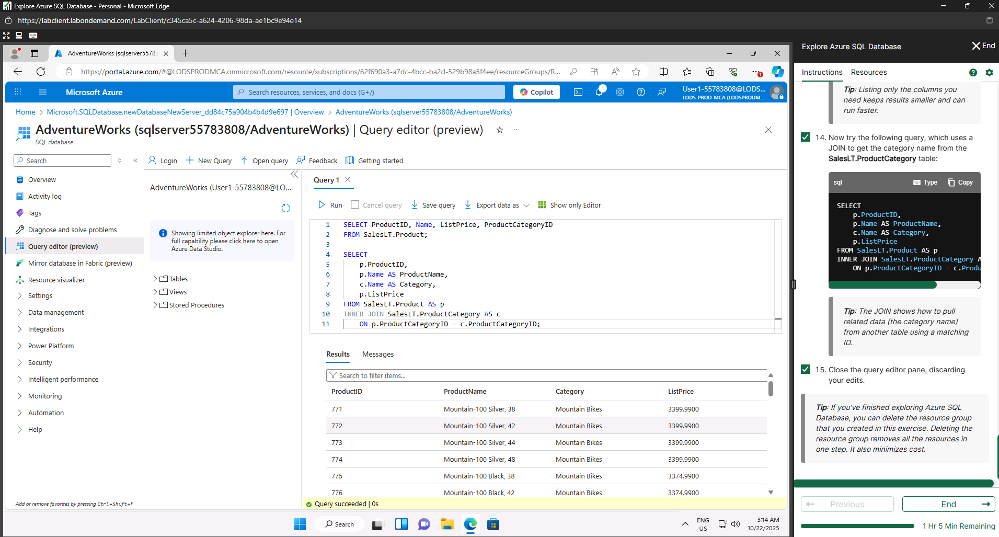 Explore Azure SQL Database - Personal - Microsoft Edge
https://labclient.labondemand.com/LabClient/c345ca5c-a624-4206-98da-ae1bc9e94e14
AdventureWorks (sqlserver55783
https://portal.azure.com/#@LODSPRODMCA.onmicrosoft.com/resource/subscriptions/62f690a3-a7dc-4bcc-ba2d-529b98a5f4ee/resourceGroups/R...
Microsoft Azure
Search resources, services, and docs (G+/)
Copilot
1
User1-55783808@LODS...
LODS-PROD-MCA (LODSPRODM...
Home > Microsoft.SQLDatabase.newDatabaseNewServer_dd84c75a904b4b4d9e697 | Overview > AdventureWorks (sqlserver55783808/AdventureWorks)
AdventureWorks (sqlserver55783808/AdventureWorks) | Query editor (preview)
SQL database
Search
Overview
Activity log
Tags
Diagnose and solve problems
Query editor (preview)
Mirror database in Fabric (preview)
Resource visualizer
Settings
Data management
Integrations
Power Platform
Security
Intelligent performance
Monitoring
Automation
Help
Add or remove favorites by pressing Ctrl+Shift+F
Login
New Query
Open query
Feedback
Getting started
AdventureWorks (User1-55783808@LO...
Showing limited object explorer here. For
full capability please click here to open
Azure Data Studio.
Tables
Views
Stored Procedures
Query 1
Run
Cancel query
Save query
Export data as
Show only Editor
1 SELECT ProductID, Name, ListPrice, ProductCategoryID
2 FROM SalesLT.Product;
3
4 SELECT
5 p.ProductID,
6 p.Name AS ProductName,
7 c.Name AS Category,
8 p.ListPrice
9 FROM SalesLT.Product AS p
10 INNER JOIN SalesLT.ProductCategory AS c
11 ON p.ProductCategoryID = c.ProductCategoryID;
Results Messages
Search to filter items...
ProductID ProductName Category ListPrice
771 Mountain-100 Silver, 38 Mountain Bikes 3399.9900
772 Mountain-100 Silver, 42 Mountain Bikes 3399.9900
773 Mountain-100 Silver, 44 Mountain Bikes 3399.9900
774 Mountain-100 Silver, 48 Mountain Bikes 3399.9900
775 Mountain-100 Black, 38 Mountain Bikes 3374.9900
776 Mountain-100 Black, 42 Mountain Bikes 3374.9900
Query succeeded | 0s
Search
ENG
US
3:14 AM
10/22/2025
Explore Azure SQL Database
End
Instructions Resources
Tip: Listing only the columns you
need keeps results smaller and can
run faster.
14. Now try the following query, which uses a
JOIN to get the category name from the
SalesLT.ProductCategory table:
sql Type Copy
SELECT
p.ProductID,
p.Name AS ProductName,
c.Name AS Category,
p.ListPrice
FROM SalesLT.Product AS p
INNER JOIN SalesLT.ProductCategory A
ON p.ProductCategoryID = c.Produ
Tip: The JOIN shows how to pull
related data (the category name)
from another table using a matching
ID.
15. Close the query editor pane, discarding
your edits.
Tip: If you've finished exploring Azure SQL
Database, you can delete the resource group
that you created in this exercise. Deleting the
resource group removes all the resources in
one step. It also minimizes cost.
Previous
End
1 Hr 5 Min Remaining